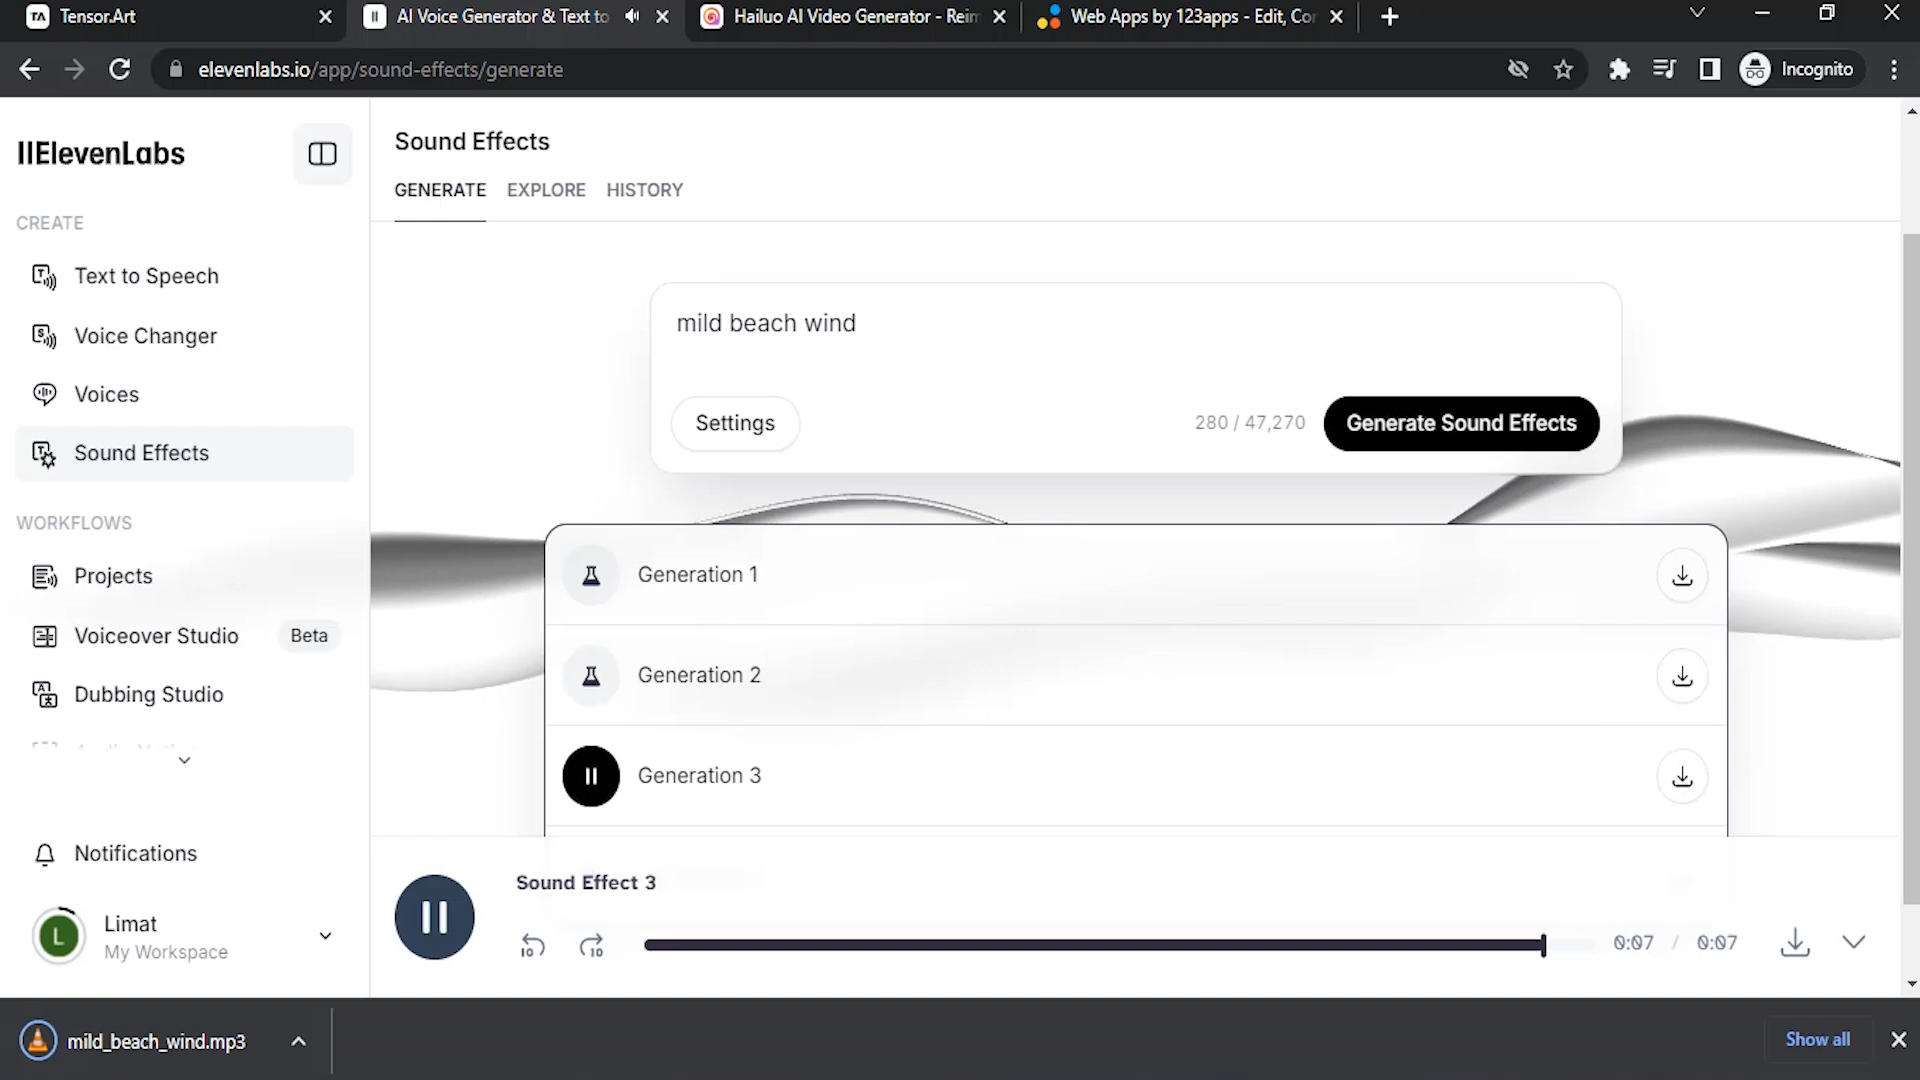 Tensor.Art
AI Voice Generator & Text to
Hailuo AI Video Generator - Reim
Web Apps by 123apps - Edit, Cor
elevenlabs.io/app/sound-effects/generate
Incognito
IIElevenLabs
CREATE
Text to Speech
Voice Changer
Voices
Sound Effects
WORKFLOWS
Projects
Voiceover Studio
Beta
Dubbing Studio
Notifications
L
Limat
My Workspace
Sound Effects
GENERATE
EXPLORE
HISTORY
mild beach wind
Settings
280 / 47,270
Generate Sound Effects
Generation 1
Generation 2
Generation 3
Sound Effect 3
10
10
0:07 / 0:07
mild_beach_wind.mp3
Show all